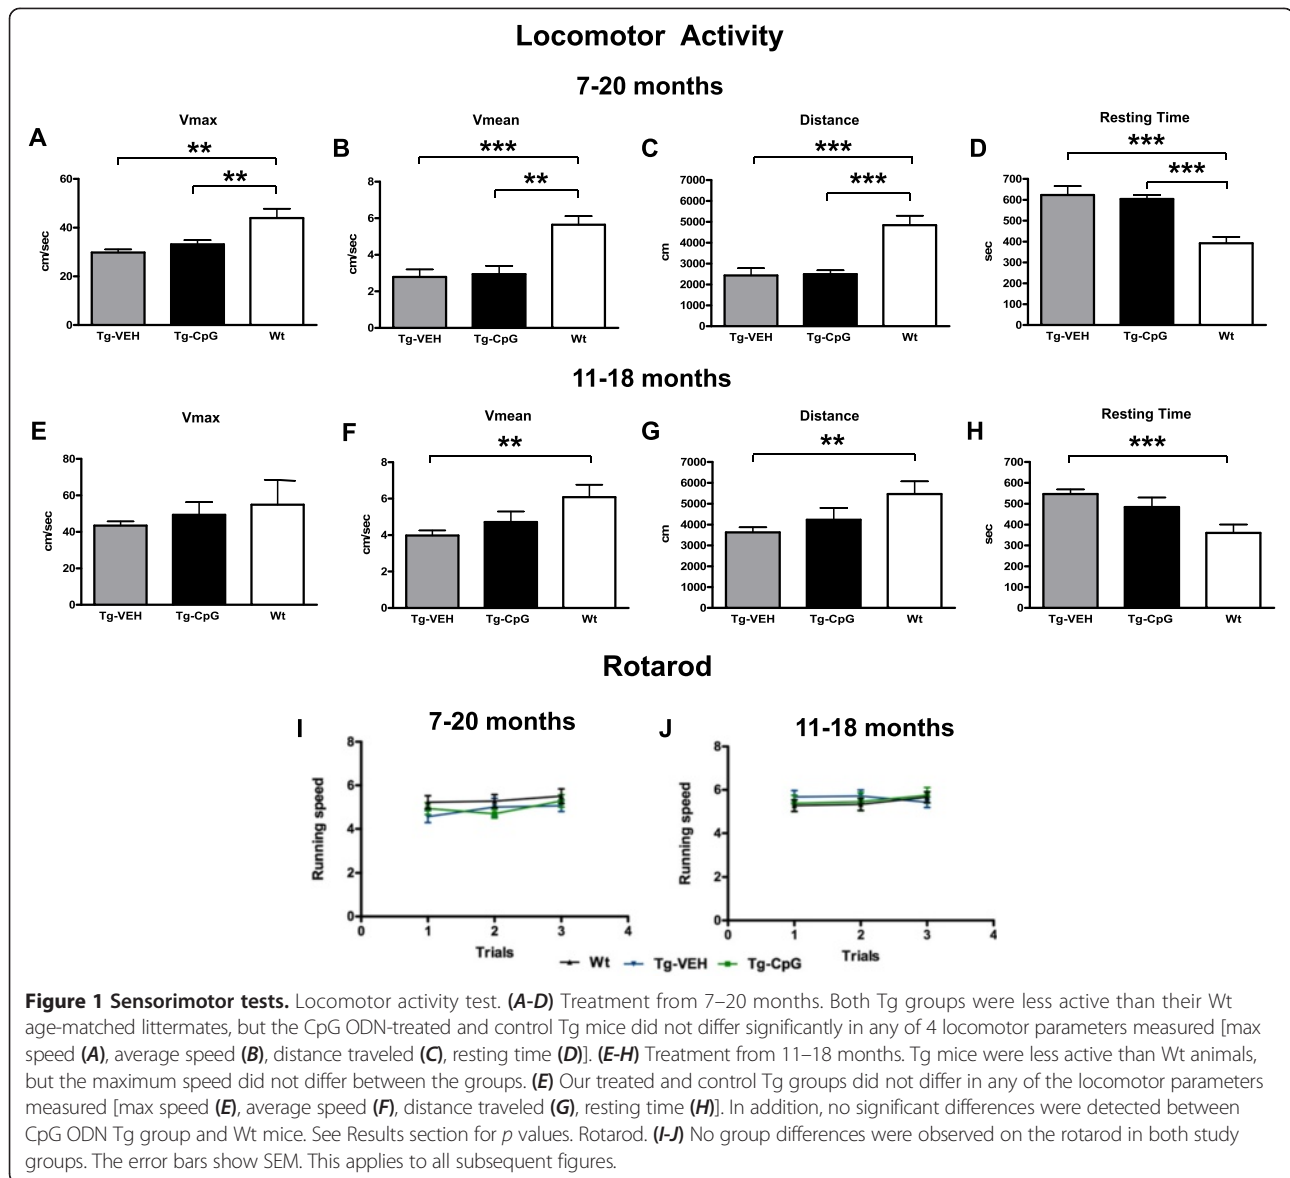 Locomotor Activity
7-20 months
A
Vmax
**
**
cm/sec
60
40
20
0
Tg-VEH Tg-CpG Wt
B
Vmean
***
**
cm/sec
8
6
4
2
0
Tg-VEH Tg-CpG Wt
C
Distance
***
***
cm
7000
6000
5000
4000
3000
2000
1000
0
Tg-VEH Tg-CpG Wt
D
Resting Time
***
***
sec
700
600
500
400
300
200
100
0
Tg-VEH Tg-CpG Wt
11-18 months
E
Vmax
cm/sec
80
60
40
20
0
Tg-VEH Tg-CpG Wt
F
Vmean
**
cm/sec
8
6
4
2
0
Tg-VEH Tg-CpG Wt
G
Distance
**
cm
7000
6000
5000
4000
3000
2000
1000
0
Tg-VEH Tg-CpG Wt
H
Resting Time
***
sec
700
600
500
400
300
200
100
0
Tg-VEH Tg-CpG Wt
Rotarod
I
7-20 months
Running speed
8
6
4
2
0
0 1 2 3 4
Trials
J
11-18 months
Running speed
8
6
4
2
0
0 1 2 3 4
Trials
Wt Tg-VEH Tg-CpG
Figure 1 Sensorimotor tests. Locomotor activity test. (A-D) Treatment from 7–20 months. Both Tg groups were less active than their Wt
age-matched littermates, but the CpG ODN-treated and control Tg mice did not differ significantly in any of 4 locomotor parameters measured [max
speed (A), average speed (B), distance traveled (C), resting time (D)]. (E-H) Treatment from 11–18 months. Tg mice were less active than Wt animals,
but the maximum speed did not differ between the groups. (E) Our treated and control Tg groups did not differ in any of the locomotor parameters
measured [max speed (E), average speed (F), distance traveled (G), resting time (H)]. In addition, no significant differences were detected between
CpG ODN Tg group and Wt mice. See Results section for p values. Rotarod. (I-J) No group differences were observed on the rotarod in both study
groups. The error bars show SEM. This applies to all subsequent figures.